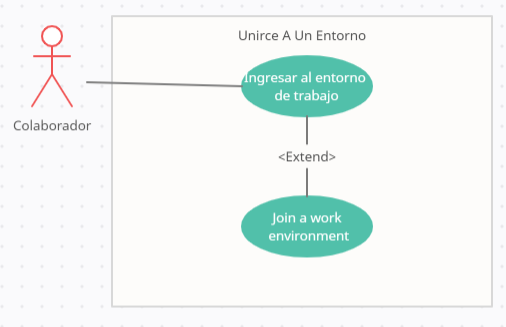 Unirce A Un Entorno
Ingresar al entorno
de trabajo
Colaborador
<Extend>
Join a work
environment